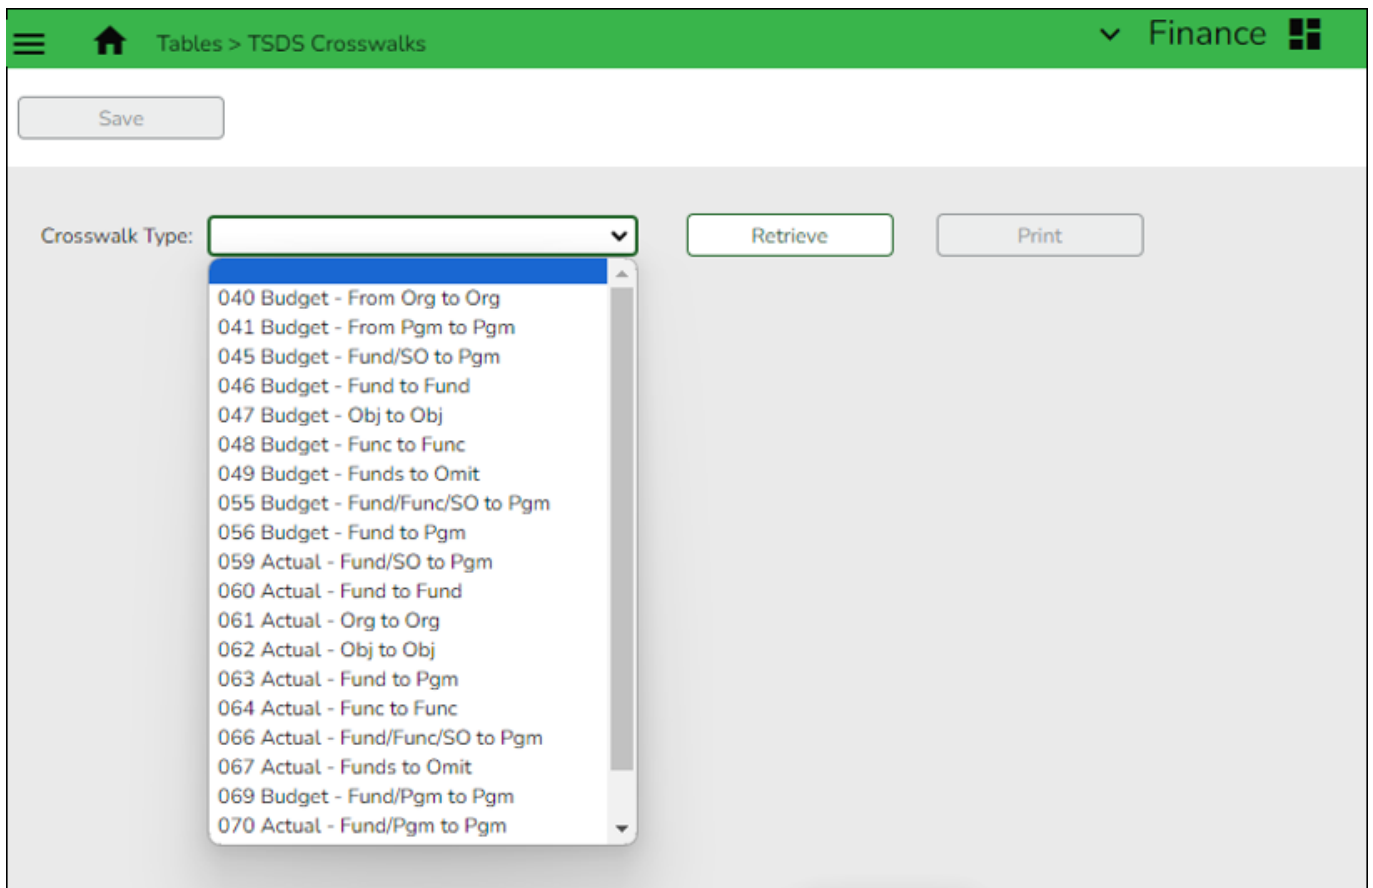 Tables > TSDS Crosswalks
Finance
Save
Crosswalk Type:
Retrieve
Print
040 Budget - From Org to Org
041 Budget - From Pgm to Pgm
045 Budget - Fund/SO to Pgm
046 Budget - Fund to Fund
047 Budget - Obj to Obj
048 Budget - Func to Func
049 Budget - Funds to Omit
055 Budget - Fund/Func/SO to Pgm
056 Budget - Fund to Pgm
059 Actual - Fund/SO to Pgm
060 Actual - Fund to Fund
061 Actual - Org to Org
062 Actual - Obj to Obj
063 Actual - Fund to Pgm
064 Actual - Func to Func
066 Actual - Fund/Func/SO to Pgm
067 Actual - Funds to Omit
069 Budget - Fund/Pgm to Pgm
070 Actual - Fund/Pgm to Pgm